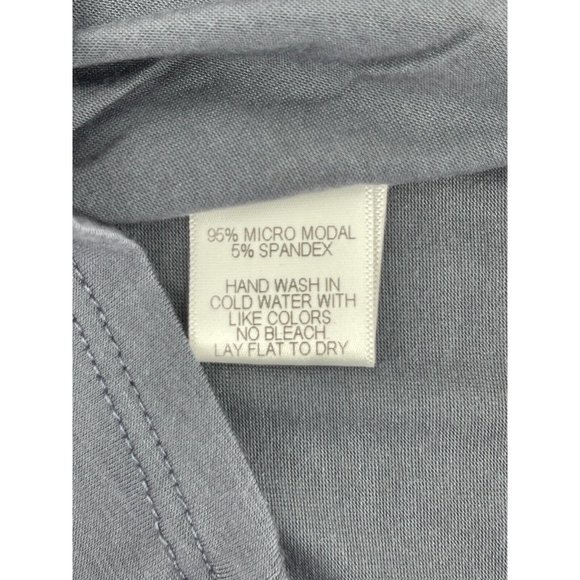 95% MICRO MODAL
5% SPANDEX
HAND WASH IN
COLD WATER WITH
LIKE COLORS
NO BLEACH
LAY FLAT TO DRY